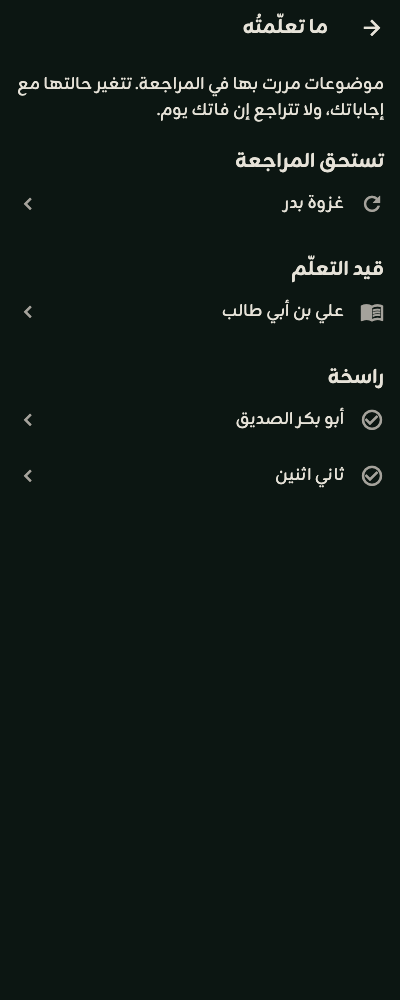 ما تعلّمتُه
موضوعات مررت بها في المراجعة. تتغير حالتها مع
إجاباتك، ولا تتراجع إن فاتك يوم.
تستحق المراجعة
غزوة بدر
قيد التعلّم
علي بن أبي طالب
راسخة
أبو بكر الصديق
ثاني اثنين